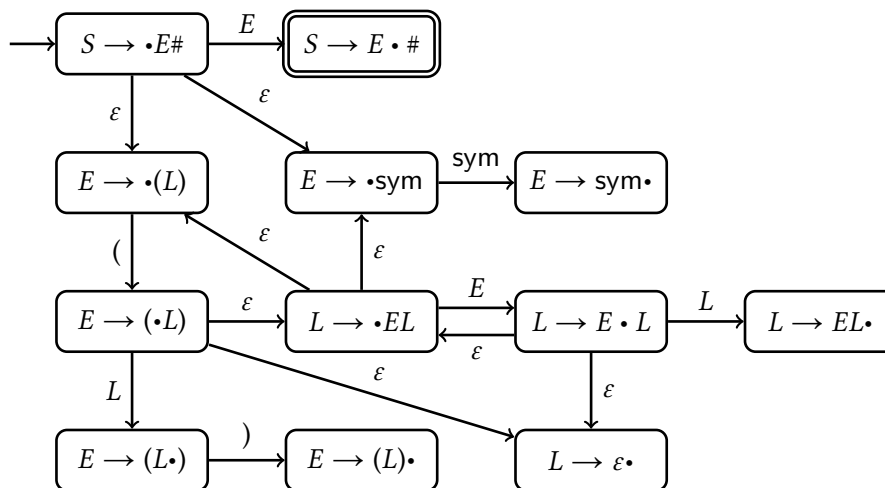 S → •E# E S → E • #
ε ε
E → •(L) E → •sym sym E → sym•
( ε ε
E → (•L) ε L → •EL E ε L → E • L L L → EL•
L ε ε
E → (L•) ) E → (L)• L → ε•